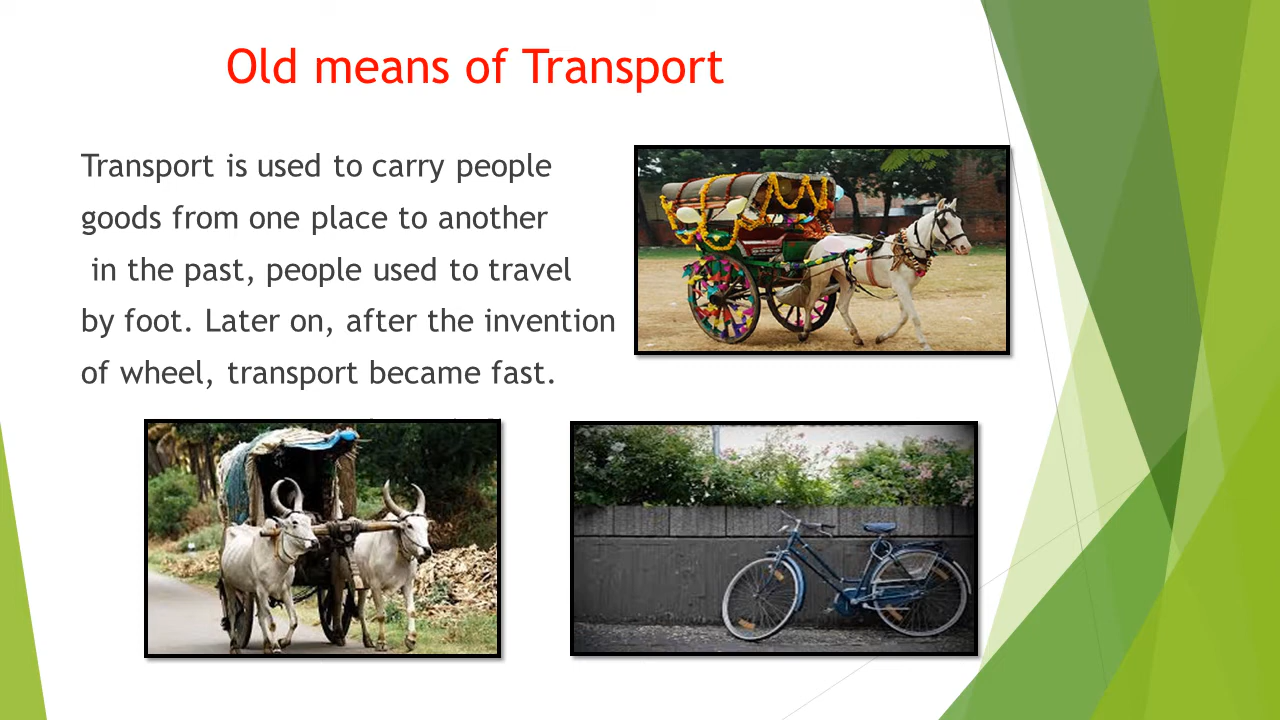 Old means of Transport
Transport is used to carry people
goods from one place to another
in the past, people used to travel
by foot. Later on, after the invention
of wheel, transport became fast.